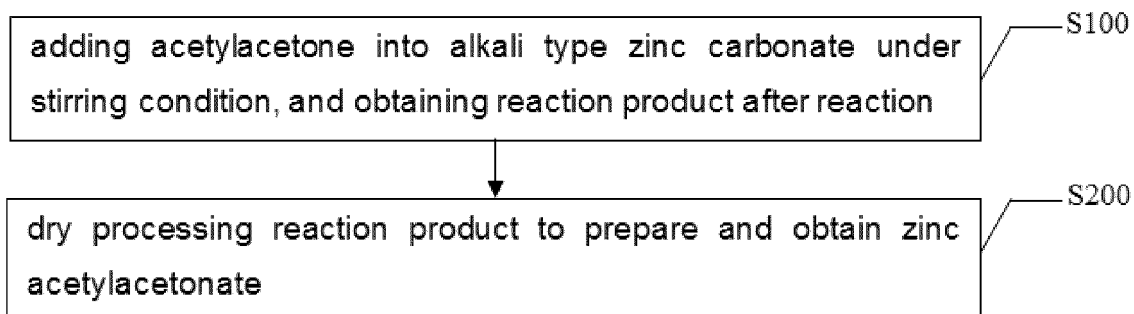 S100
adding acetylacetone into alkali type zinc carbonate under
stirring condition, and obtaining reaction product after reaction
S200
dry processing reaction product to prepare and obtain zinc
acetylacetonate